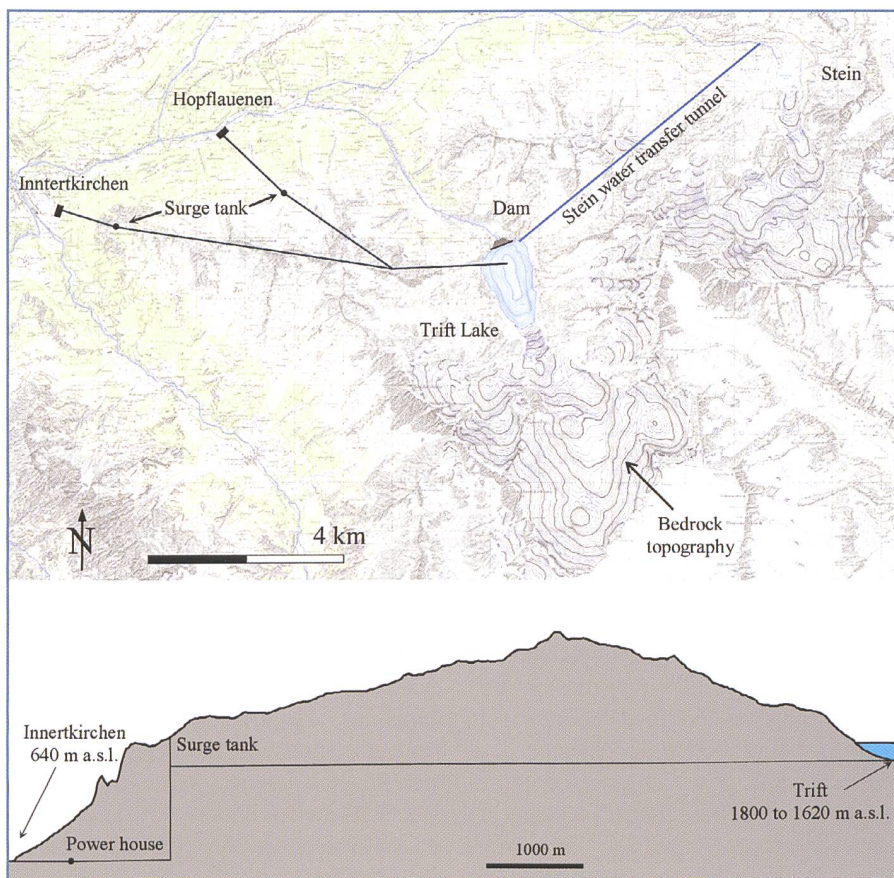 Stein
Hopflauenen
Stein water transfer tunnel
Inntertkirchen
Surge tank
Dam
Trift Lake
N
4 km
Bedrock
topography
Innertkirchen
640 m a.s.l.
Surge tank
Trift
1800 to 1620 m a.s.l.
Power house
1000 m